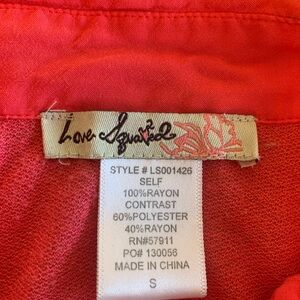 Love Squared
STYLE # LS001426
SELF
100%RAYON
CONTRAST
60%POLYESTER
40%RAYON
RN#57911
PO# 130056
MADE IN CHINA
S